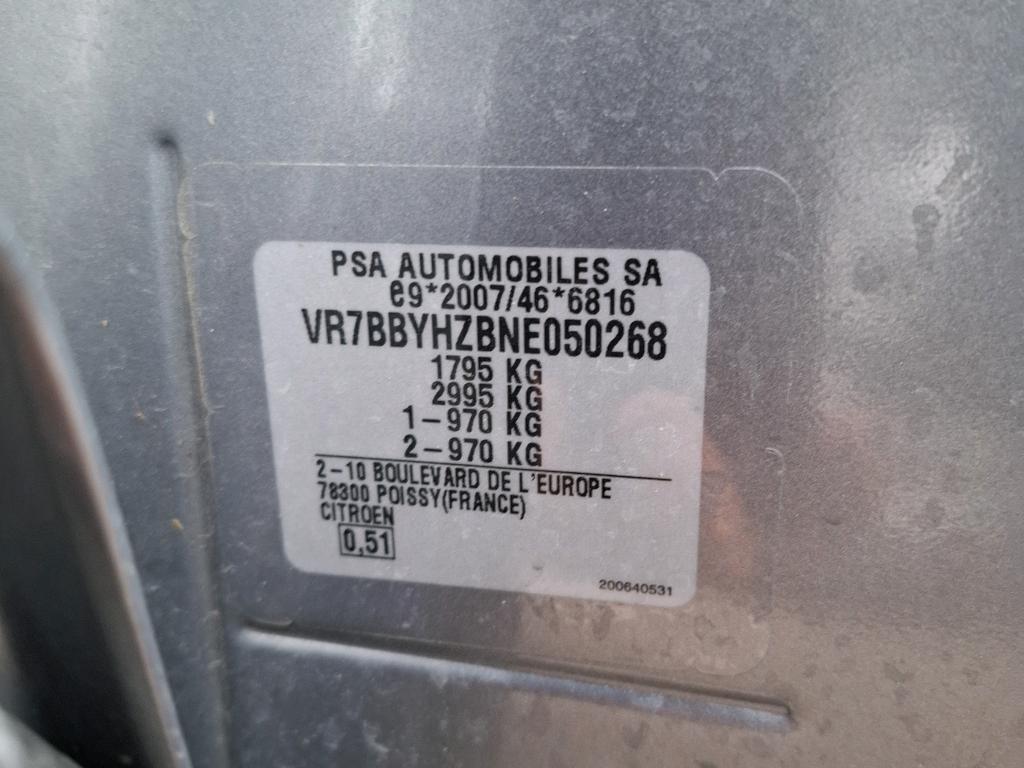 PSA AUTOMOBILES SA
e9*2007/46*6816
VR7BBYHZBNE050268
1795 KG
2995 KG
1-970 KG
2-970 KG
2-10 BOULEVARD DE L'EUROPE
78300 POISSY(FRANCE)
CITROEN
0,51
200640531